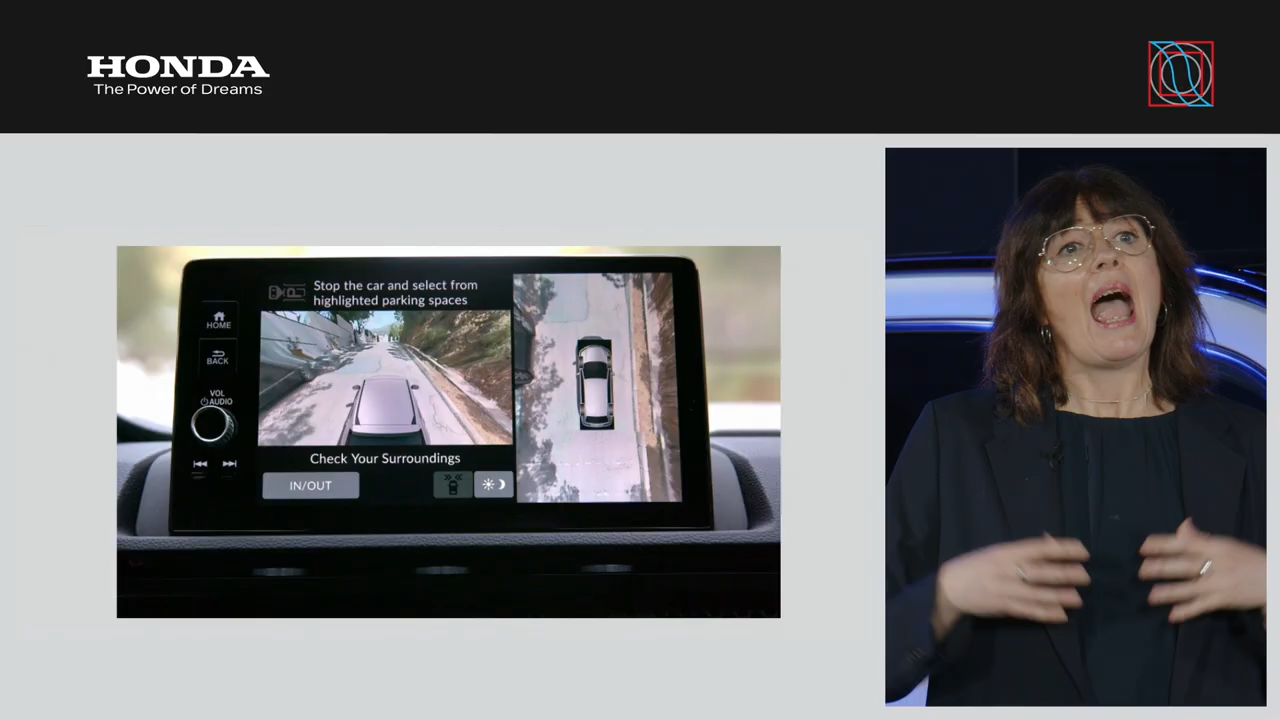 HONDA
The Power of Dreams
Stop the car and select from
highlighted parking spaces
HOME
BACK
VOL
AUDIO
Check Your Surroundings
IN/OUT